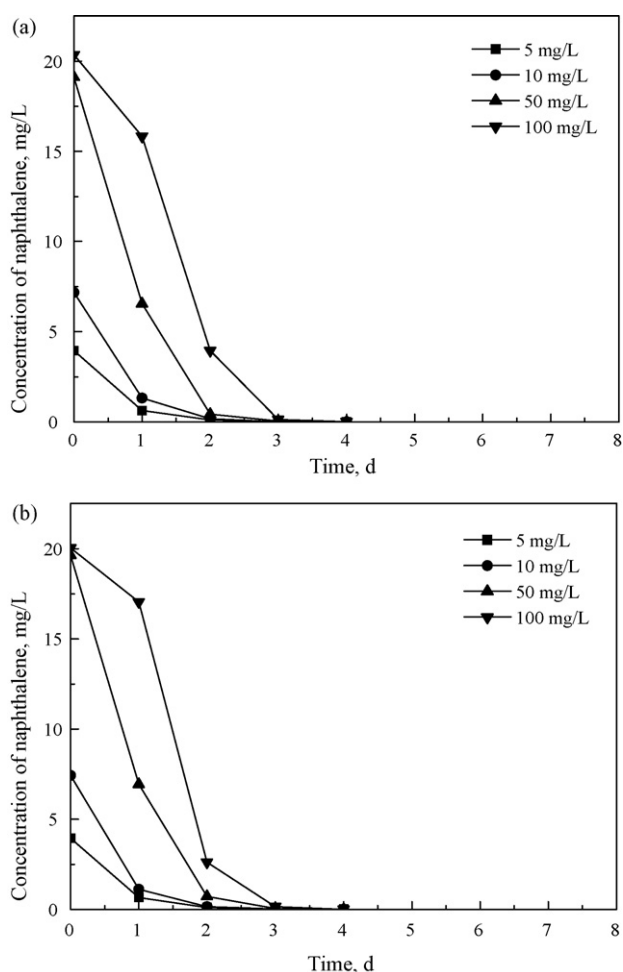 (a)
5 mg/L
10 mg/L
50 mg/L
100 mg/L
Concentration of naphthalene, mg/L
20
15
10
5
0
0 1 2 3 4 5 6 7 8
Time, d
(b)
5 mg/L
10 mg/L
50 mg/L
100 mg/L
Concentration of naphthalene, mg/L
20
15
10
5
0
0 1 2 3 4 5 6 7 8
Time, d